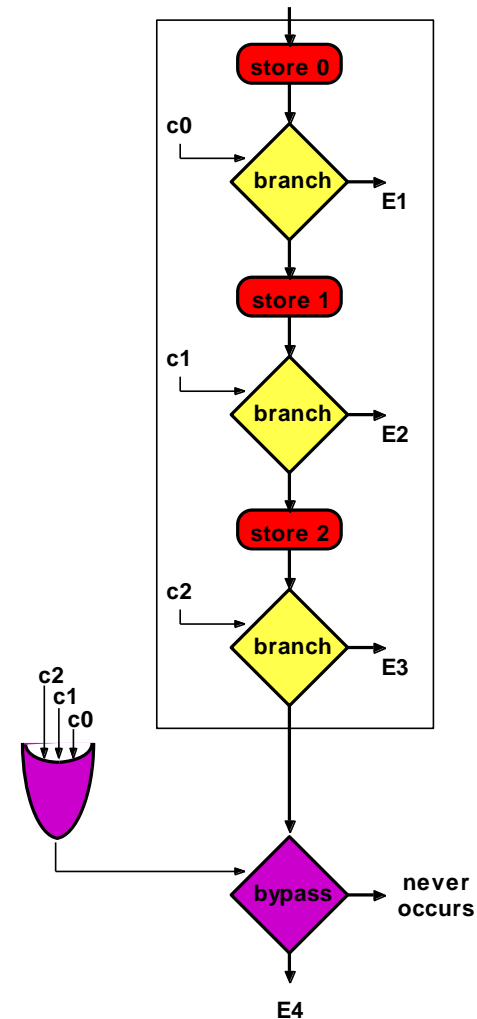 store 0
c0
branch
E1
store 1
c1
branch
E2
store 2
c2
branch
E3
c2
c1
c0
bypass
never
occurs
E4